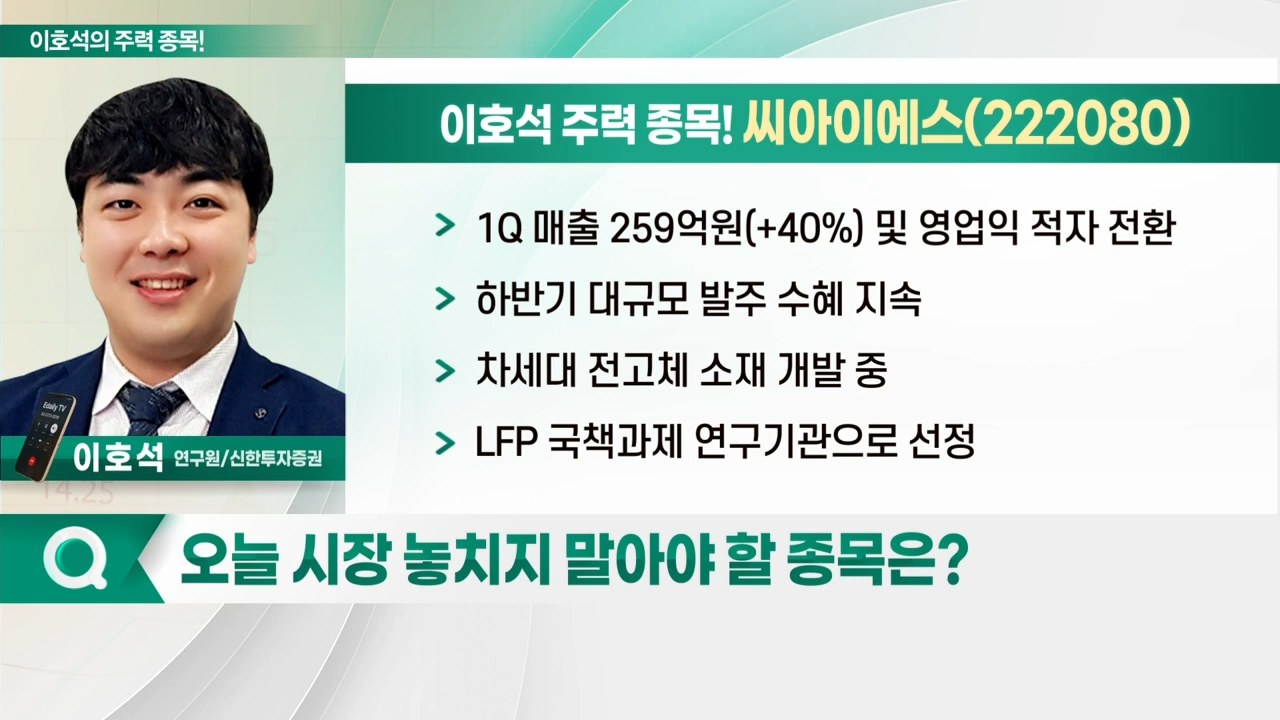 이호석의 주력 종목!
이호석 주력 종목! 씨아이에스(222080)
> 1Q 매출 259억원(+40%) 및 영업익 적자 전환
> 하반기 대규모 발주 수혜 지속
> 차세대 전고체 소재 개발 중
> LFP 국책과제 연구기관으로 선정
Edaily TV
이호석 연구원/신한투자증권
14.25
Q 오늘 시장 놓치지 말아야 할 종목은?